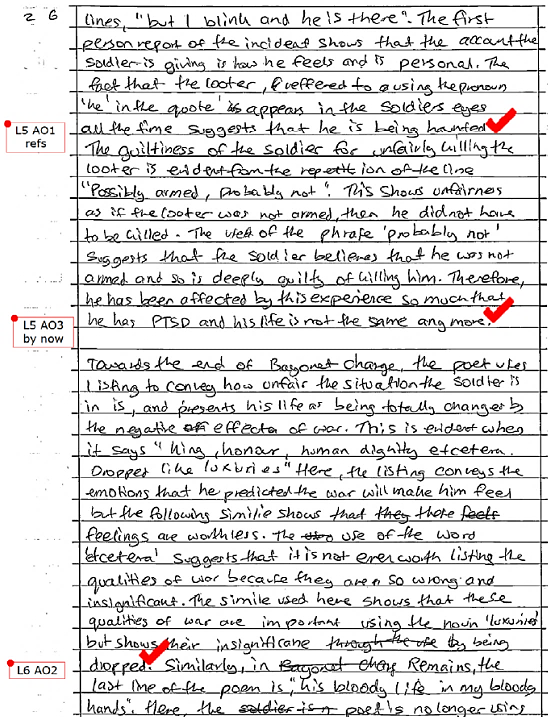 2 6
lines, "but I blink and he is there". The first
person report of the incident shows that the account the
soldier is giving is how he feels and is personal. The
fact that the looter, (reffered to a using the pronoun
'he' in the quote' is appears in the soldiers eyes
all the time suggests that he is being haunted.
L5 AO1
refs
The guiltiness of the soldier for unfairly killing the
looter is evident from the repetition of the line
"Possibly armed, probably not". This shows unfairness
as if the looter was not armed, then he did not have
to be killed. The use of the phrase 'probably not'
suggests that the soldier believes that he was not
armed and so is deeply guilty of killing him. Therefore,
he has been affected by this experience so much that
he has PTSD and his life is not the same any more.
L5 AO3
by now
Towards the end of Bayonet Charge, the poet uses
listing to convey how unfair the situation the soldier is
in is, and presents his life as being totally changed by
the negative effects of war. This is evident when
it says "king, honour, human dignity etcetera.
Dropped like luxuries" Here, the listing conveys the
emotions that he predicted the war will make him feel
but the following similie shows that they these feels
feelings are worthless. The use of the word
'etcetera' suggests that it is not even worth listing the
qualities of war because they are so wrong and
insignificant. The simile used here shows that these
qualities of war are important using the noun 'luxuries'
but shows their insignificane through the use by being
dropped. Similarly, in Bayonet Charg Remains, the
L6 AO2
last line of the poem is, "his bloody life in my bloody
hands". Here, the soldier is n poet is no longer using